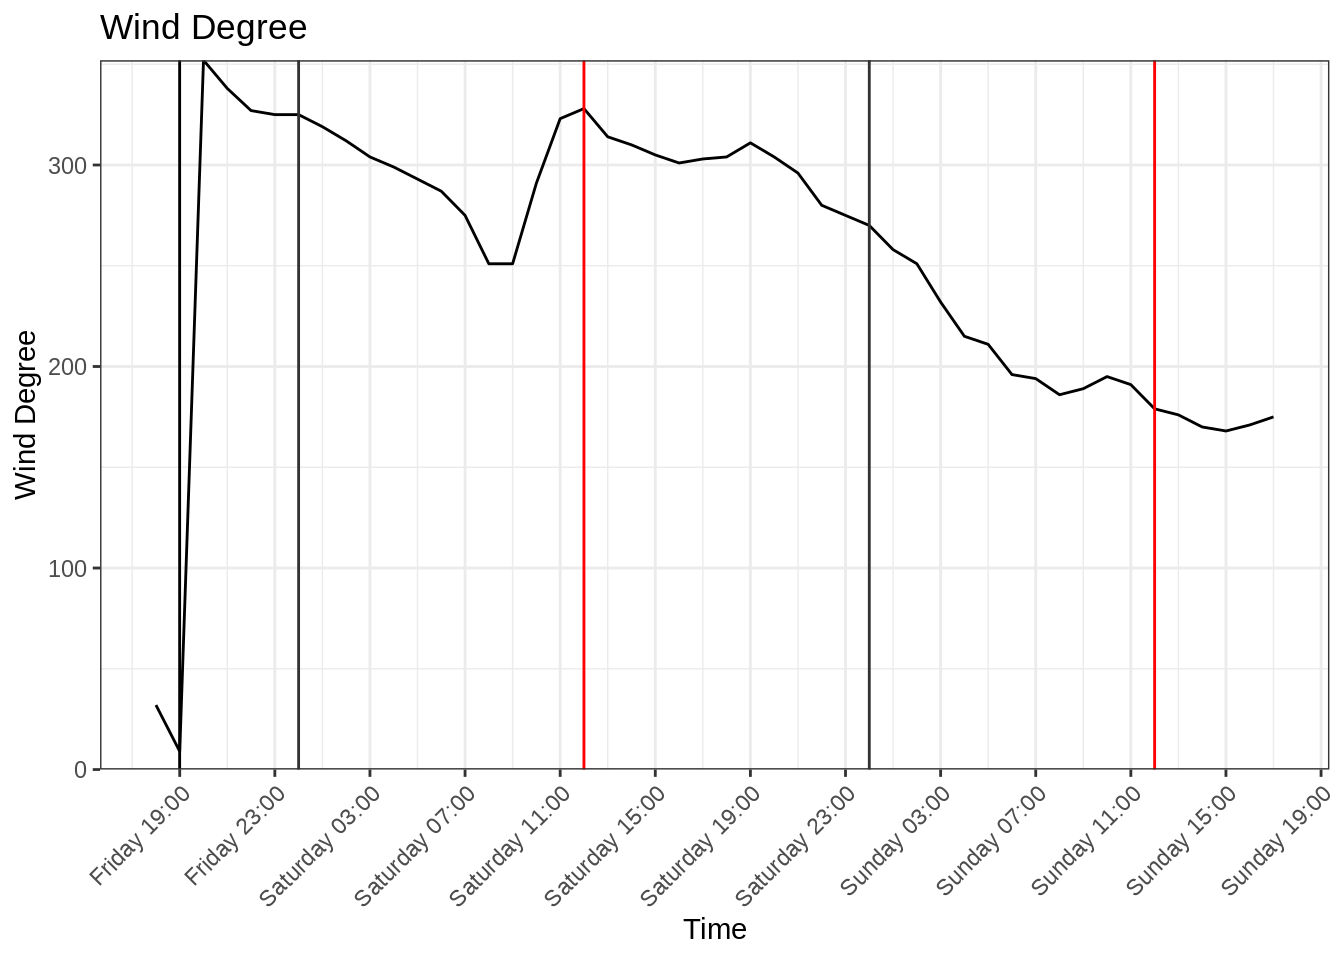 Wind Degree
Wind Degree
300
200
100
0
Friday 19:00
Friday 23:00
Saturday 03:00
Saturday 07:00
Saturday 11:00
Saturday 15:00
Saturday 19:00
Saturday 23:00
Sunday 03:00
Sunday 07:00
Sunday 11:00
Sunday 15:00
Sunday 19:00
Time